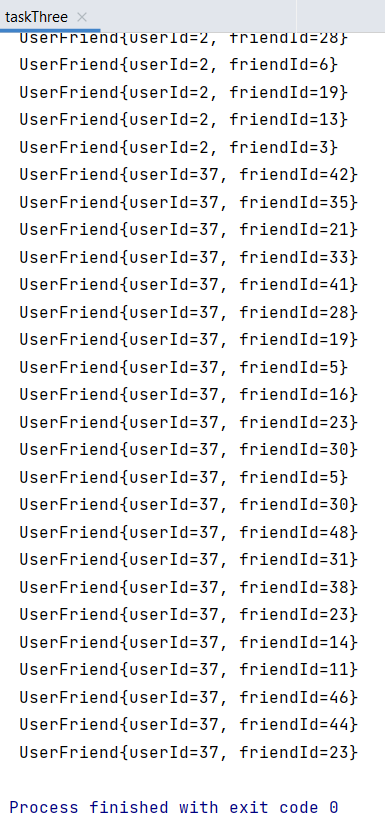 taskThree
UserFriend{userId=2, friendId=28}
UserFriend{userId=2, friendId=6}
UserFriend{userId=2, friendId=19}
UserFriend{userId=2, friendId=13}
UserFriend{userId=2, friendId=3}
UserFriend{userId=37, friendId=42}
UserFriend{userId=37, friendId=35}
UserFriend{userId=37, friendId=21}
UserFriend{userId=37, friendId=33}
UserFriend{userId=37, friendId=41}
UserFriend{userId=37, friendId=28}
UserFriend{userId=37, friendId=19}
UserFriend{userId=37, friendId=5}
UserFriend{userId=37, friendId=16}
UserFriend{userId=37, friendId=23}
UserFriend{userId=37, friendId=30}
UserFriend{userId=37, friendId=5}
UserFriend{userId=37, friendId=30}
UserFriend{userId=37, friendId=48}
UserFriend{userId=37, friendId=31}
UserFriend{userId=37, friendId=38}
UserFriend{userId=37, friendId=23}
UserFriend{userId=37, friendId=14}
UserFriend{userId=37, friendId=11}
UserFriend{userId=37, friendId=46}
UserFriend{userId=37, friendId=44}
UserFriend{userId=37, friendId=23}
Process finished with exit code 0